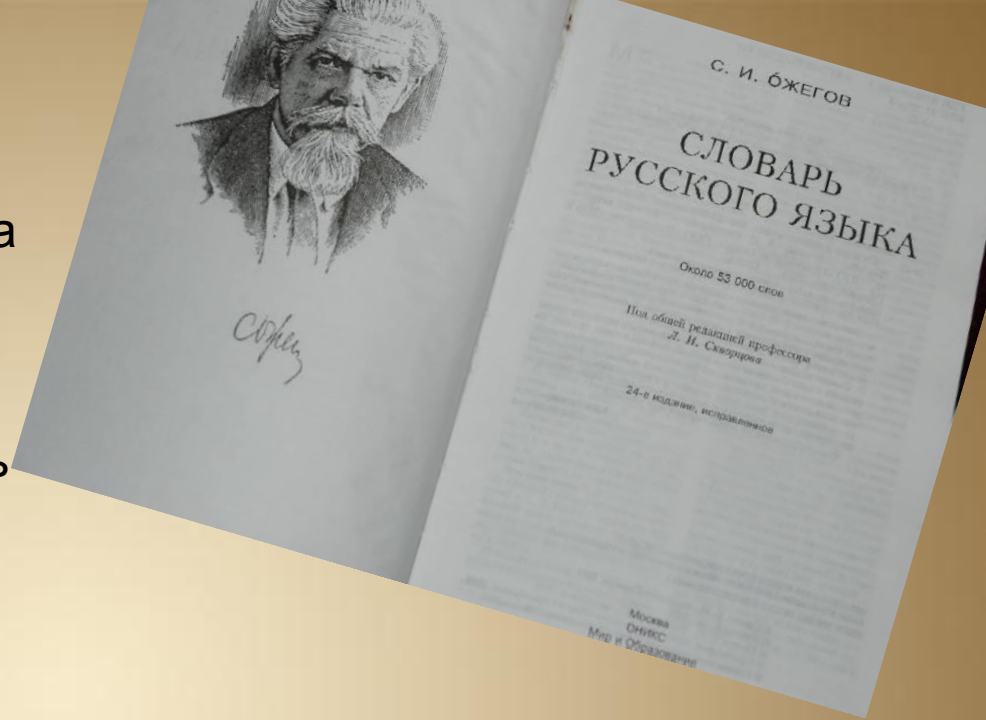 а
ь
С. И. О́ЖЕГОВ
СЛОВАРЬ
РУССКОГО ЯЗЫКА
Около 53 000 слов
Под общей редакцией профессора
Л. И. Скворцова
24-е издание, исправленное
Москва
ОНИКС
Мир и Образование